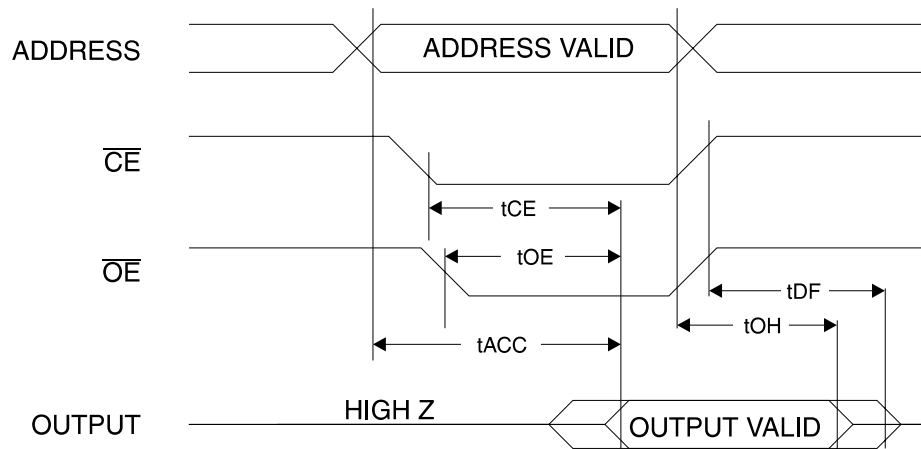 ADDRESS
ADDRESS VALID
CE
tCE
OE
tOE
tDF
tOH
tACC
HIGH Z
OUTPUT
OUTPUT VALID